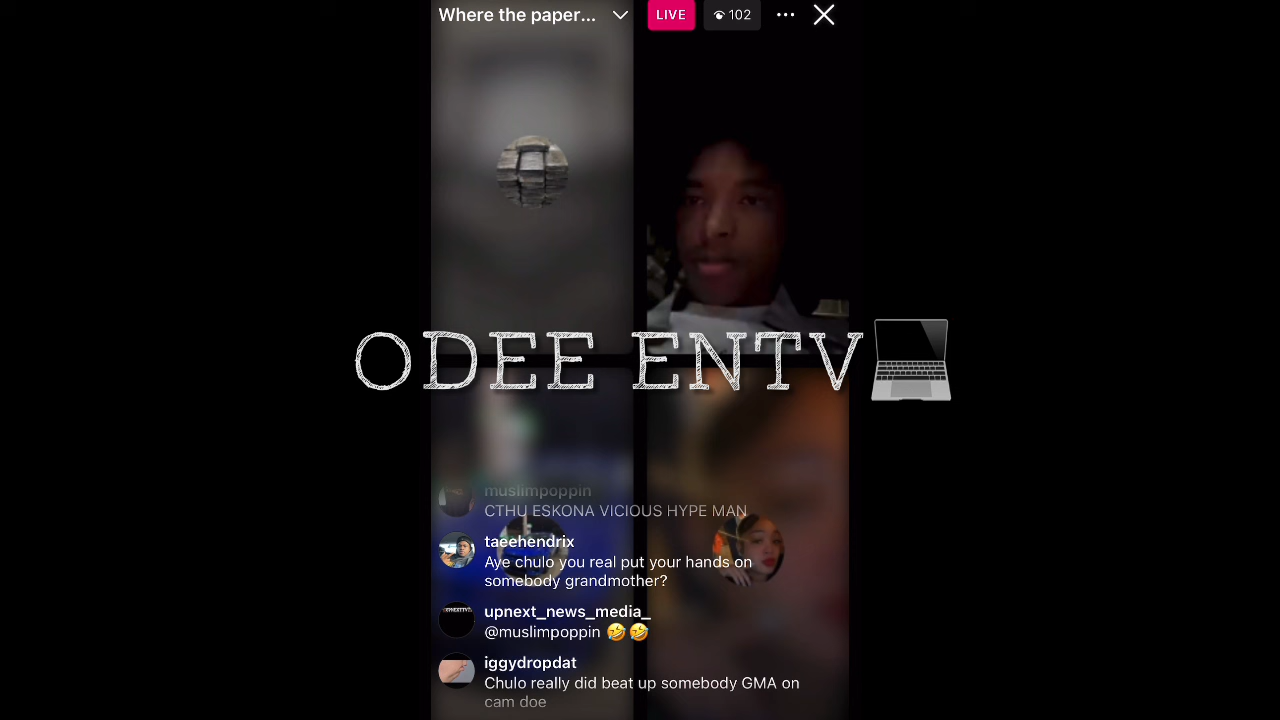 Where the paper...
LIVE
102
ODEE ENTV
muslimpoppin
CTHU ESKONA VICIOUS HYPE MAN
taeehendrix
Aye chulo you real put your hands on
somebody grandmother?
upnext_news_media_
@muslimpoppin 🤣🤣
iggydropdat
Chulo really did beat up somebody GMA on
cam doe